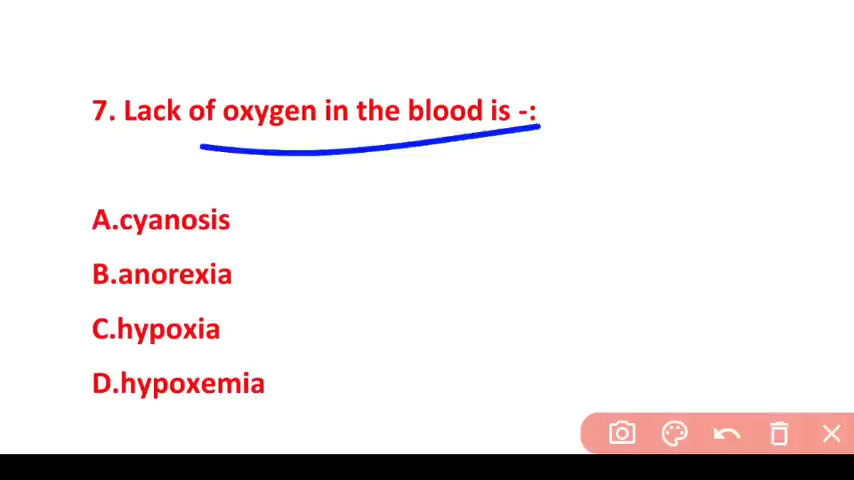 7. Lack of oxygen in the blood is -:
A.cyanosis
B.anorexia
C.hypoxia
D.hypoxemia